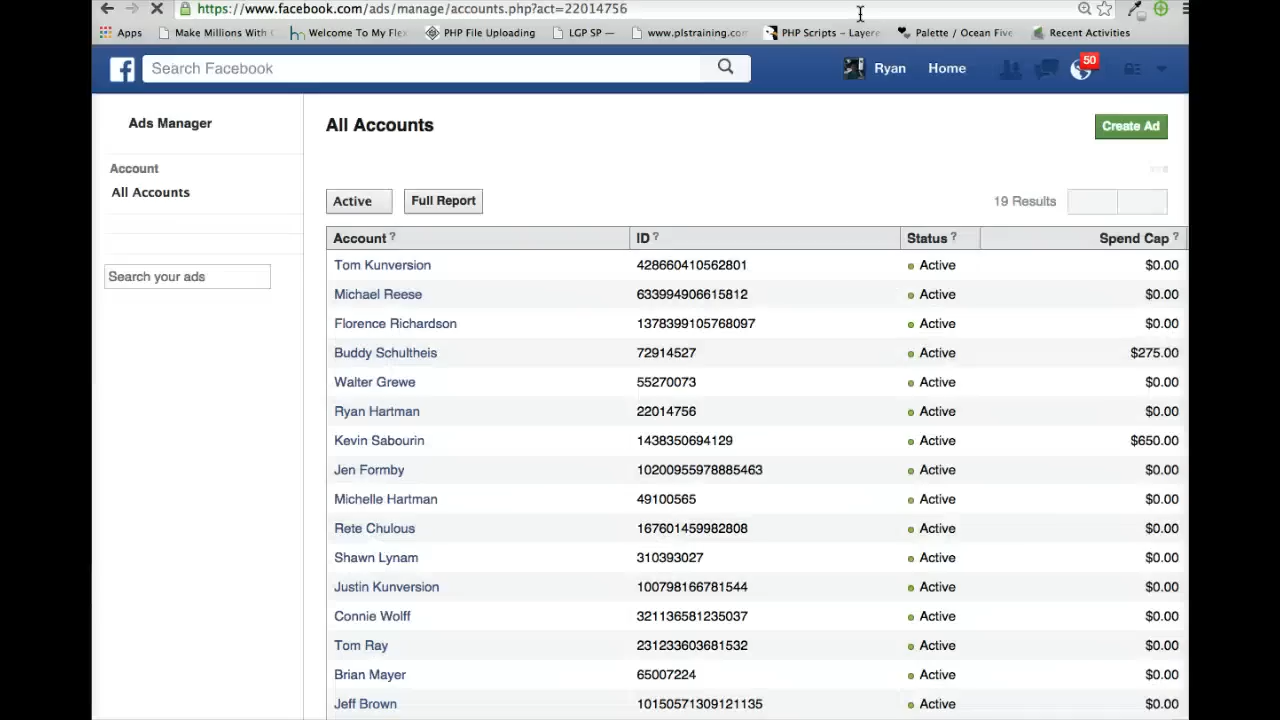 https://www.facebook.com/ads/manage/accounts.php?act=22014756
Apps Make Millions With Welcome To My Fle PHP File Uploading LGP SP — www.plstraining.co PHP Scripts – Layere Palette / Ocean Five Recent Activities
Search Facebook Ryan Home 50
Ads Manager
Account
All Accounts
Search your ads
All Accounts
Create Ad
Active Full Report 19 Results
Account ? ID ? Status ? Spend Cap ?
Tom Kunversion 428660410562801 Active $0.00
Michael Reese 633994906615812 Active $0.00
Florence Richardson 1378399105768097 Active $0.00
Buddy Schultheis 72914527 Active $275.00
Walter Grewe 55270073 Active $0.00
Ryan Hartman 22014756 Active $0.00
Kevin Sabourin 1438350694129 Active $650.00
Jen Formby 10200955978885463 Active $0.00
Michelle Hartman 49100565 Active $0.00
Rete Chulous 167601459982808 Active $0.00
Shawn Lynam 310393027 Active $0.00
Justin Kunversion 100798166781544 Active $0.00
Connie Wolff 321136581235037 Active $0.00
Tom Ray 231233603681532 Active $0.00
Brian Mayer 65007224 Active $0.00
Jeff Brown 10150571309121135 Active $0.00